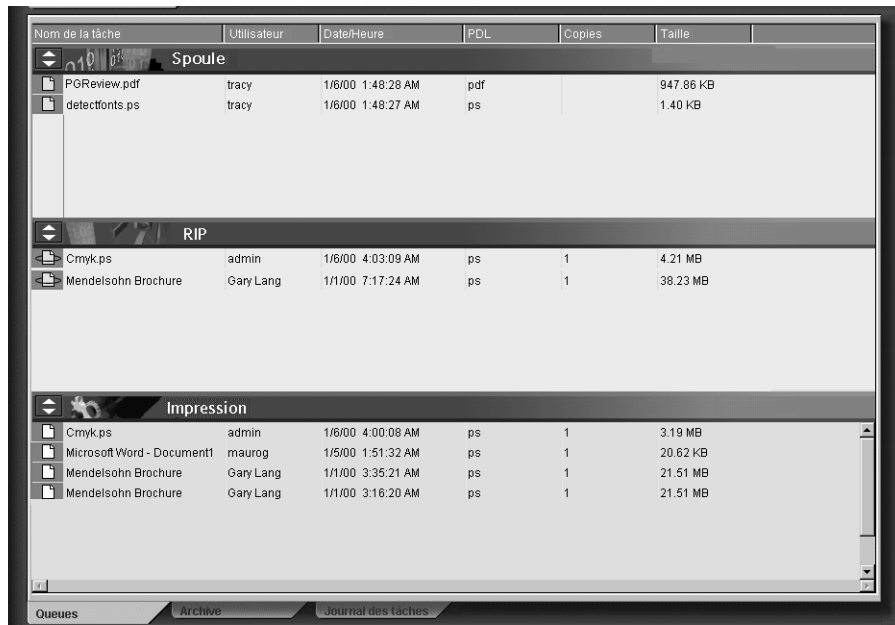 Nom de la tâche Utilisateur Date/Heure PDL Copies Taille
Spoule
PGReview.pdf tracy 1/6/00 1:48:28 AM pdf 947.86 KB
detectfonts.ps tracy 1/6/00 1:48:27 AM ps 1.40 KB
RIP
Cmyk.ps admin 1/6/00 4:03:09 AM ps 1 4.21 MB
Mendelsohn Brochure Gary Lang 1/1/00 7:17:24 AM ps 1 38.23 MB
Impression
Cmyk.ps admin 1/6/00 4:00:08 AM ps 1 3.19 MB
Microsoft Word - Document1 maurog 1/5/00 1:51:32 AM ps 1 20.62 KB
Mendelsohn Brochure Gary Lang 1/1/00 3:35:21 AM ps 1 21.51 MB
Mendelsohn Brochure Gary Lang 1/1/00 3:16:20 AM ps 1 21.51 MB
Queues Archive Journal des tâches